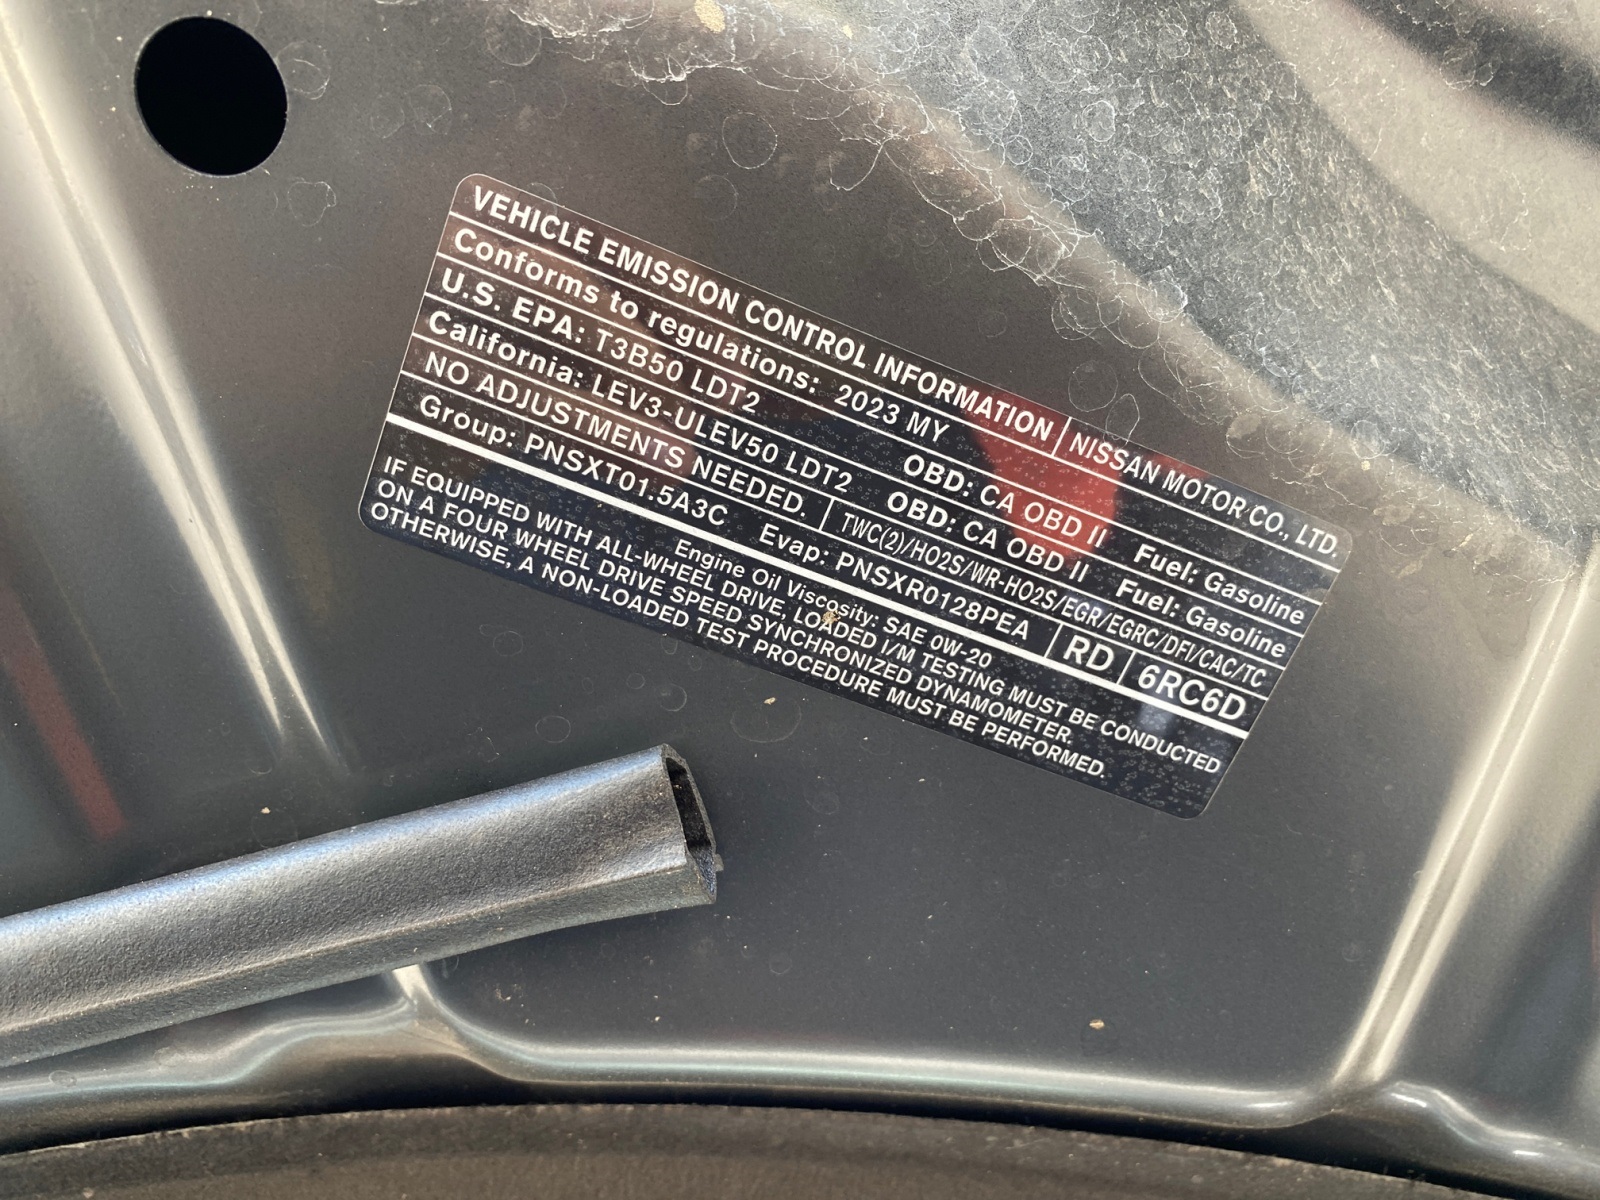 VEHICLE EMISSION CONTROL INFORMATION NISSAN MOTOR CO., LTD.
Conforms to regulations: 2023 MY
U.S. EPA: T3B50 LDT2 OBD: CA OBD II Fuel: Gasoline
California: LEV3-ULEV50 LDT2 OBD: CA OBD II Fuel: Gasoline
NO ADJUSTMENTS NEEDED. TWC(2)/HO2S/WR-HO2S/EGR/EGRC/DFI/CAC/TC
Group: PNSXT01.5A3C Evap: PNSXR0128PEA RD 6RC6D
Engine Oil Viscosity: SAE 0W-20
IF EQUIPPED WITH ALL-WHEEL DRIVE, LOADED I/M TESTING MUST BE CONDUCTED
ON A FOUR WHEEL DRIVE SPEED SYNCHRONIZED DYNAMOMETER.
OTHERWISE, A NON-LOADED TEST PROCEDURE MUST BE PERFORMED.